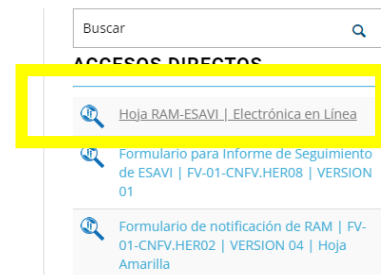 Buscar
ACCESOS DIRECTOS
Hoja RAM-ESAVI | Electrónica en Línea
Formulario para Informe de Seguimiento
de ESAVI | FV-01-CNFV.HER08 | VERSION
01
Formulario de notificación de RAM | FV-
01-CNFV.HER02 | VERSION 04 | Hoja
Amarilla